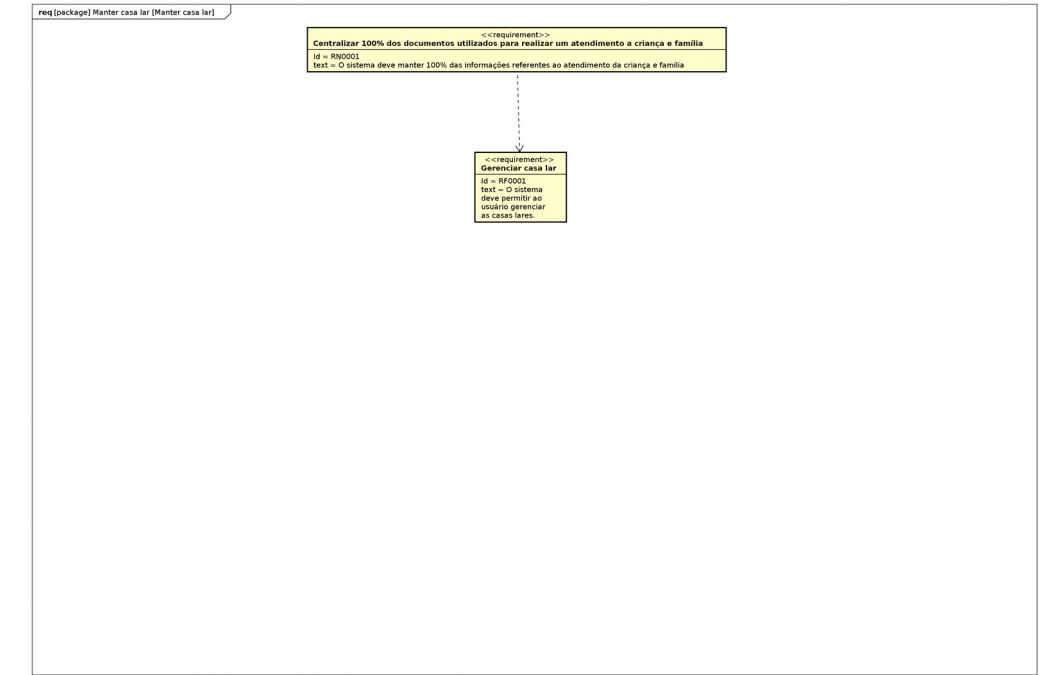 req [package] Manter casa lar [Manter casa lar]
<<requirement>>
Centralizar 100% dos documentos utilizados para realizar um atendimento a criança e família
Id = RN0001
text = O sistema deve manter 100% das informações referentes ao atendimento da criança e família
<<requirement>>
Gerenciar casa lar
Id = RF0001
text = O sistema
deve permitir ao
usuário gerenciar
as casas lares.